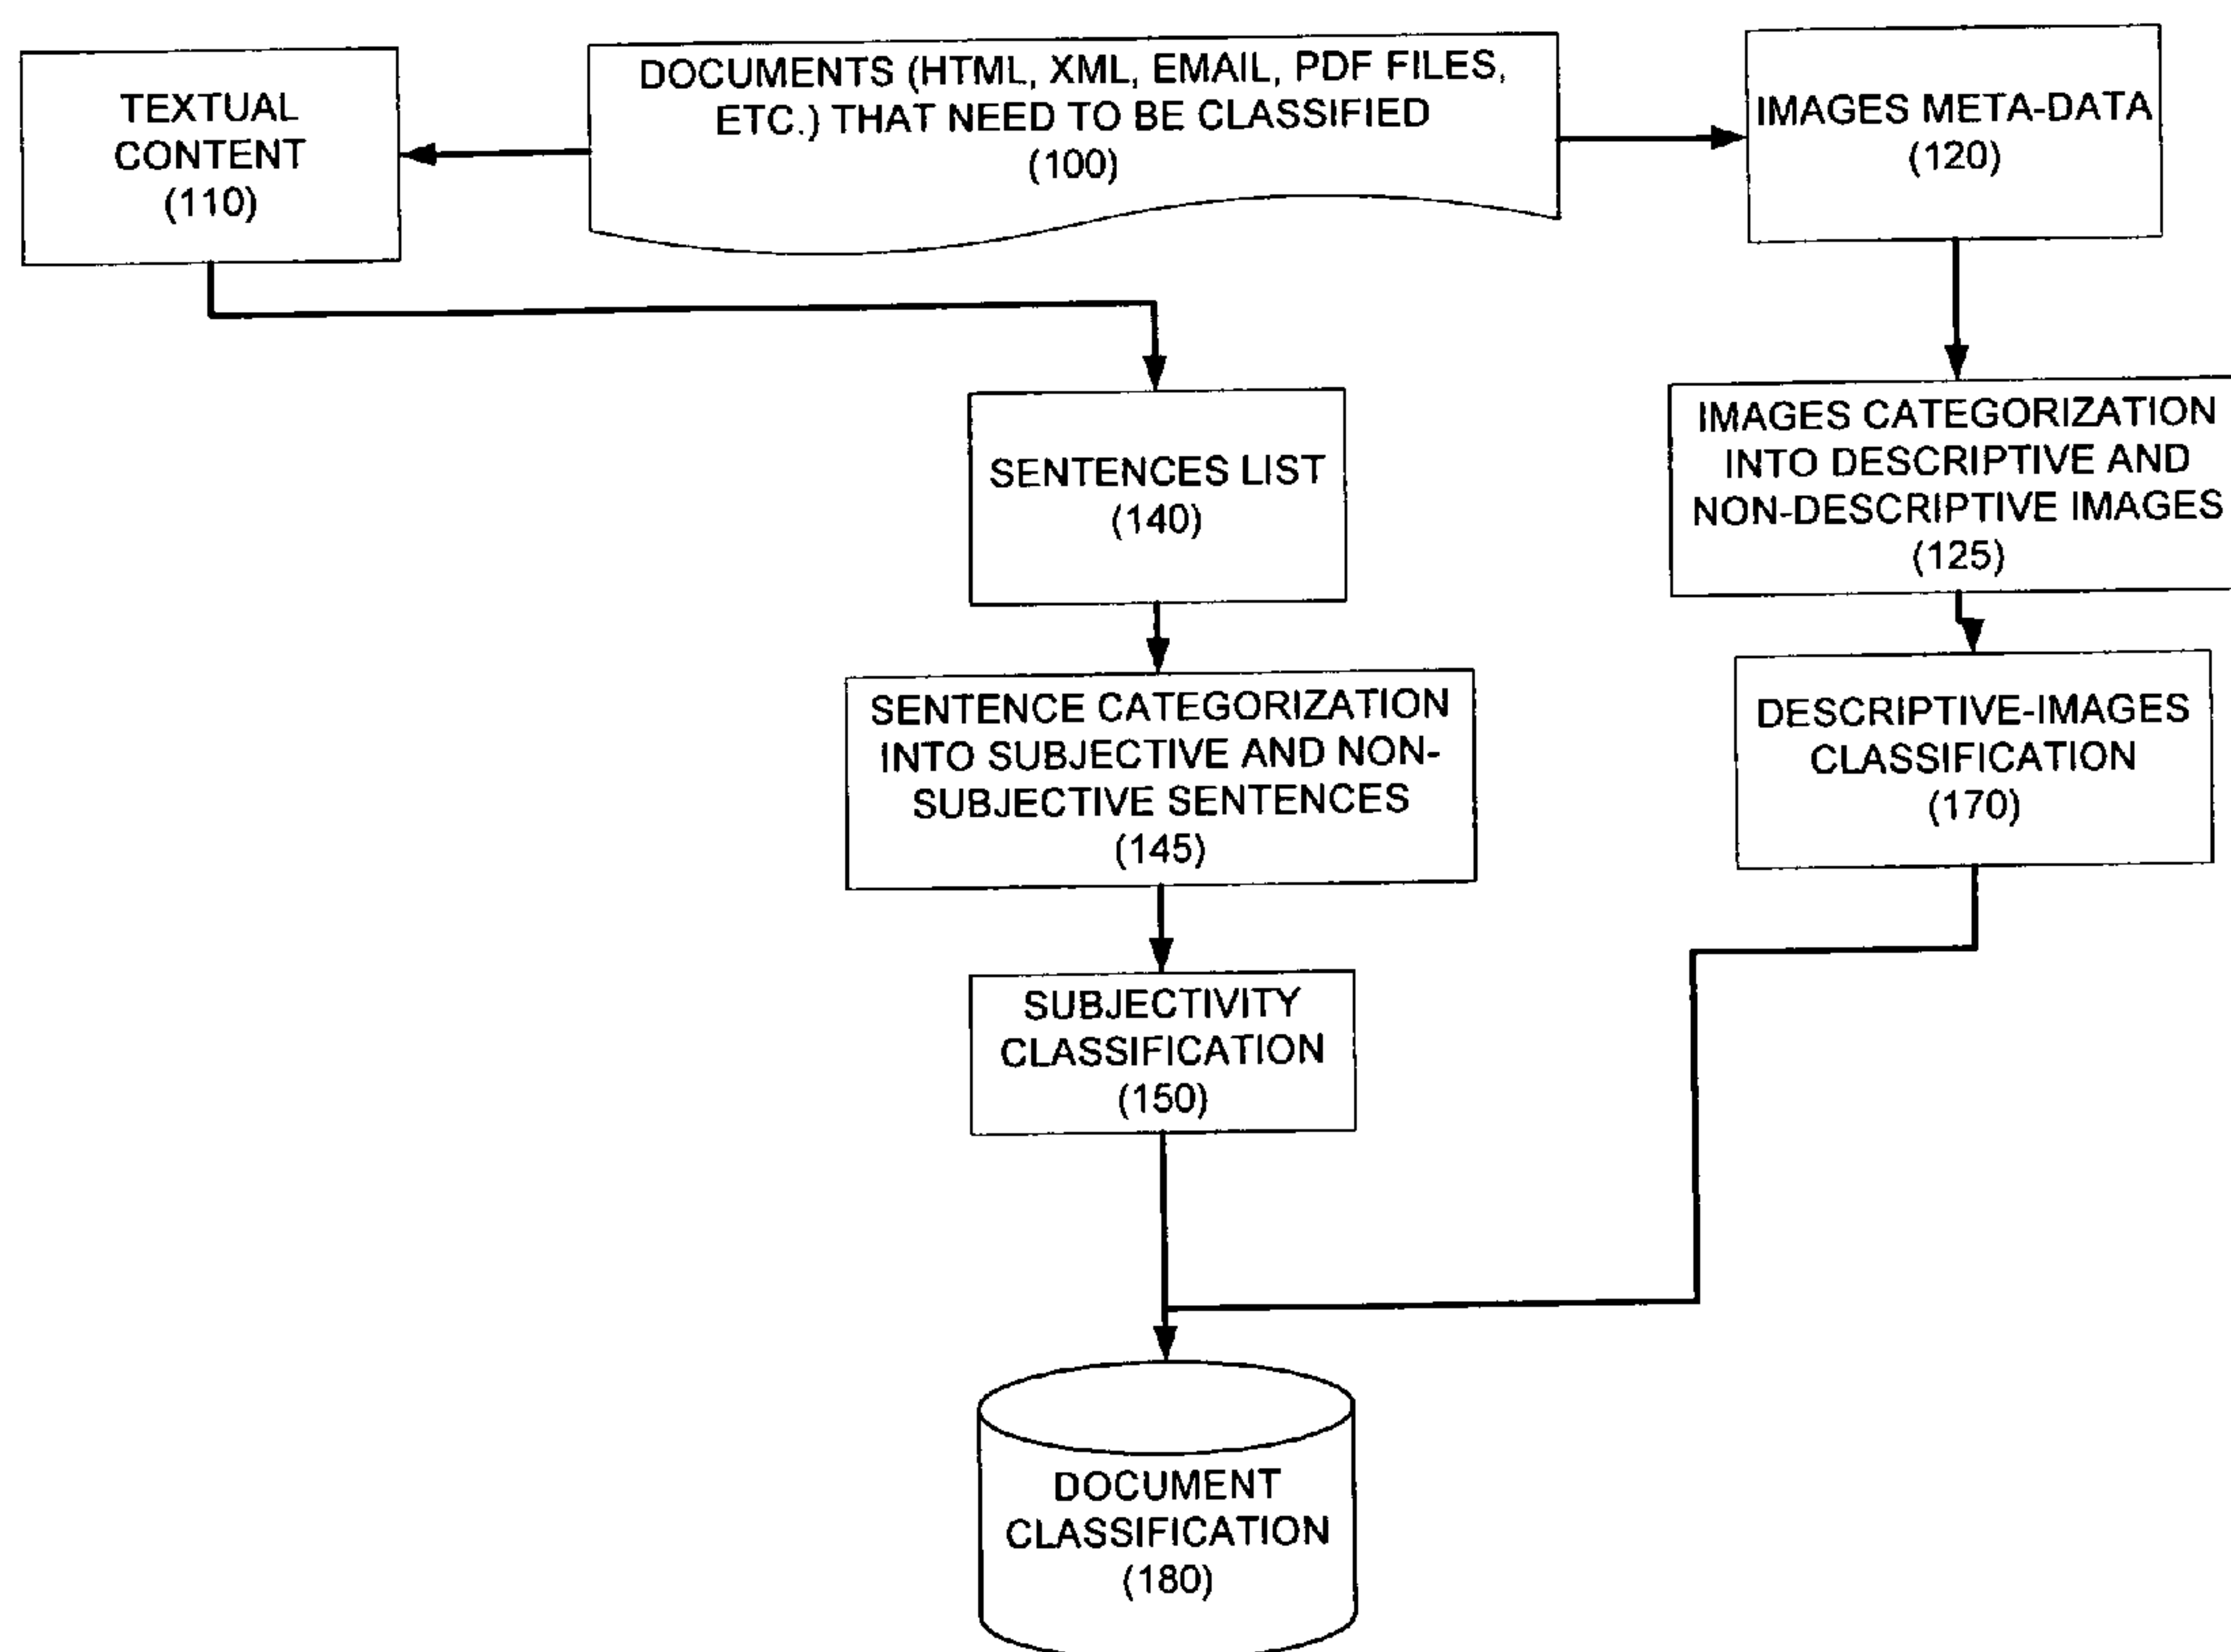 TEXTUAL
CONTENT
(110)
DOCUMENTS (HTML, XML, EMAIL, PDF FILES,
ETC.) THAT NEED TO BE CLASSIFIED
(100)
IMAGES META-DATA
(120)
SENTENCES LIST
(140)
IMAGES CATEGORIZATION
INTO DESCRIPTIVE AND
NON-DESCRIPTIVE IMAGES
(125)
SENTENCE CATEGORIZATION
INTO SUBJECTIVE AND NON-
SUBJECTIVE SENTENCES
(145)
DESCRIPTIVE-IMAGES
CLASSIFICATION
(170)
SUBJECTIVITY
CLASSIFICATION
(150)
DOCUMENT
CLASSIFICATION
(180)